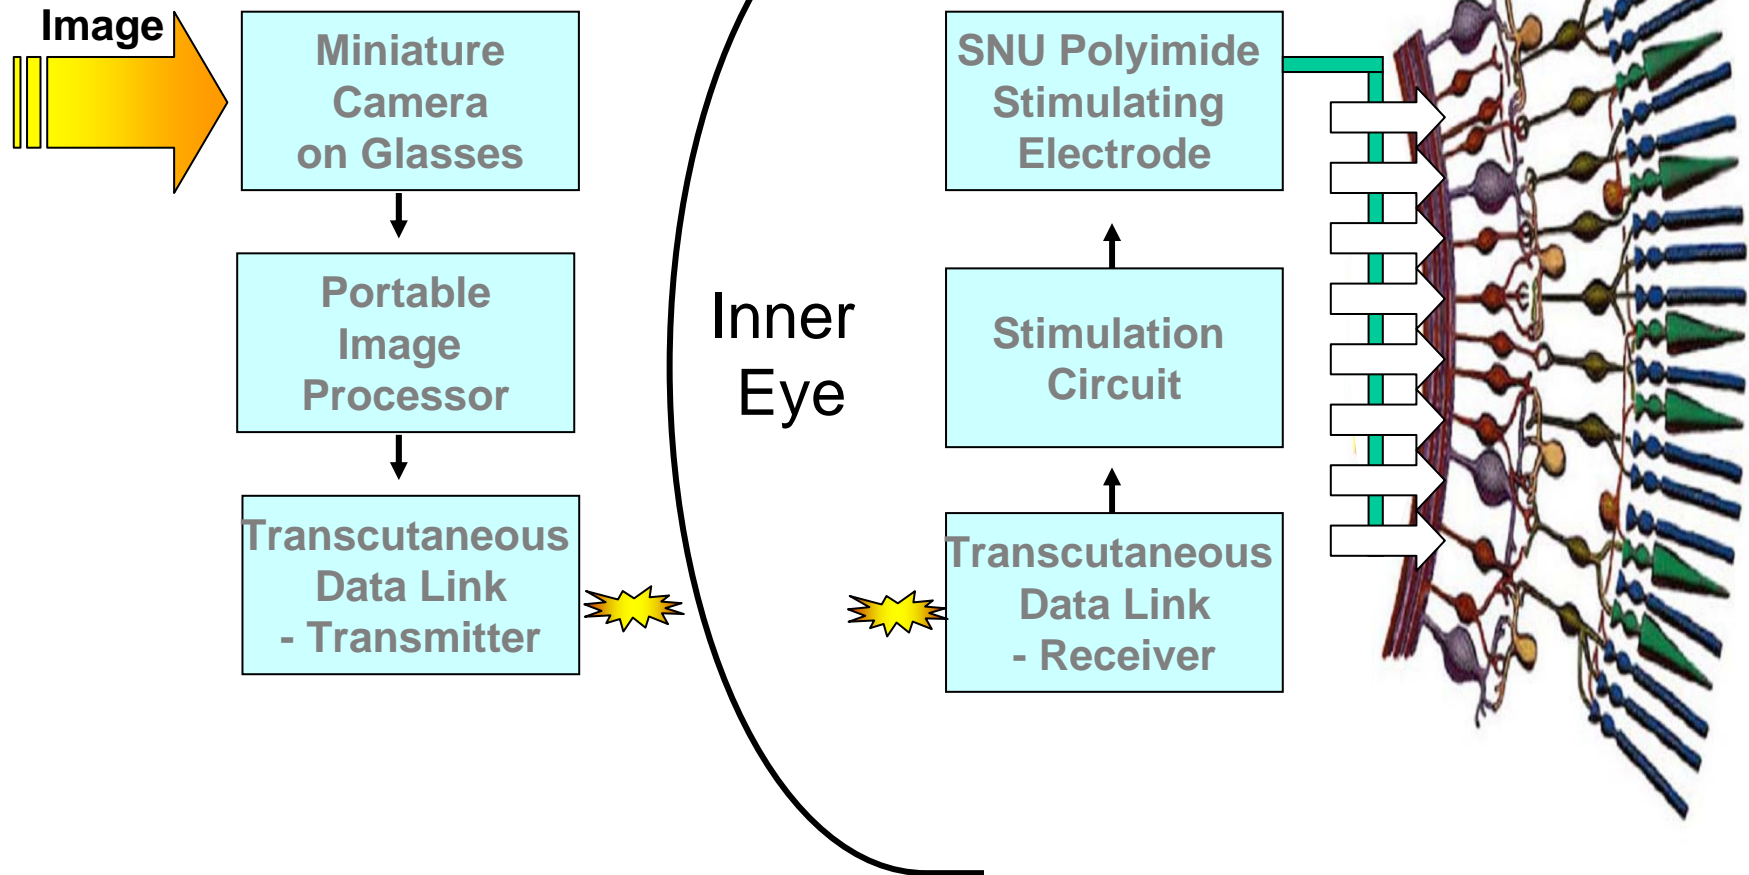 Image
Miniature
Camera
on Glasses
Portable
Image
Processor
Transcutaneous
Data Link
- Transmitter
Inner
Eye
SNU Polyimide
Stimulating
Electrode
Stimulation
Circuit
Transcutaneous
Data Link
- Receiver